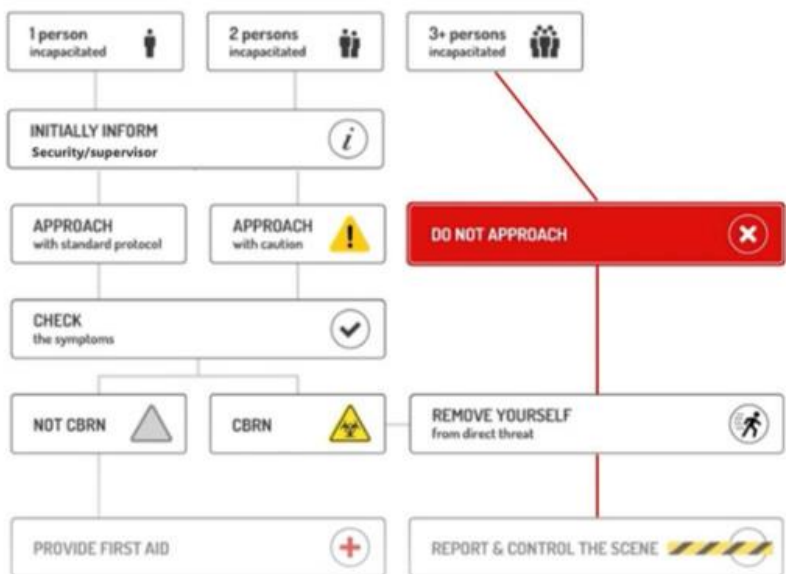 1 person
incapacitated
2 persons
incapacitated
3+ persons
incapacitated
INITIALLY INFORM
Security/supervisor
i
APPROACH
with standard protocol
APPROACH
with caution
!
DO NOT APPROACH
CHECK
the symptoms
NOT CBRN
CBRN
REMOVE YOURSELF
from direct threat
PROVIDE FIRST AID
REPORT & CONTROL THE SCENE